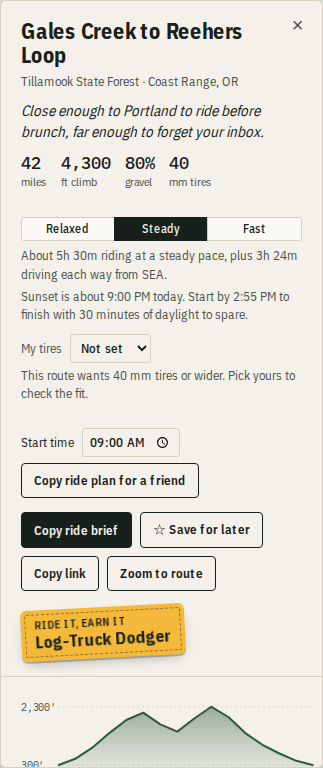 Gales Creek to Reehers
Loop
×
Tillamook State Forest · Coast Range, OR
Close enough to Portland to ride before
brunch, far enough to forget your inbox.
42 4,300 80% 40
miles ft climb gravel mm tires
Relaxed Steady Fast
About 5h 30m riding at a steady pace, plus 3h 24m
driving each way from SEA.
Sunset is about 9:00 PM today. Start by 2:55 PM to
finish with 30 minutes of daylight to spare.
My tires Not set
This route wants 40 mm tires or wider. Pick yours to
check the fit.
Start time 09:00 AM
Copy ride plan for a friend
Copy ride brief ☆ Save for later
Copy link Zoom to route
RIDE IT, EARN IT
Log-Truck Dodger
2,300'
300'